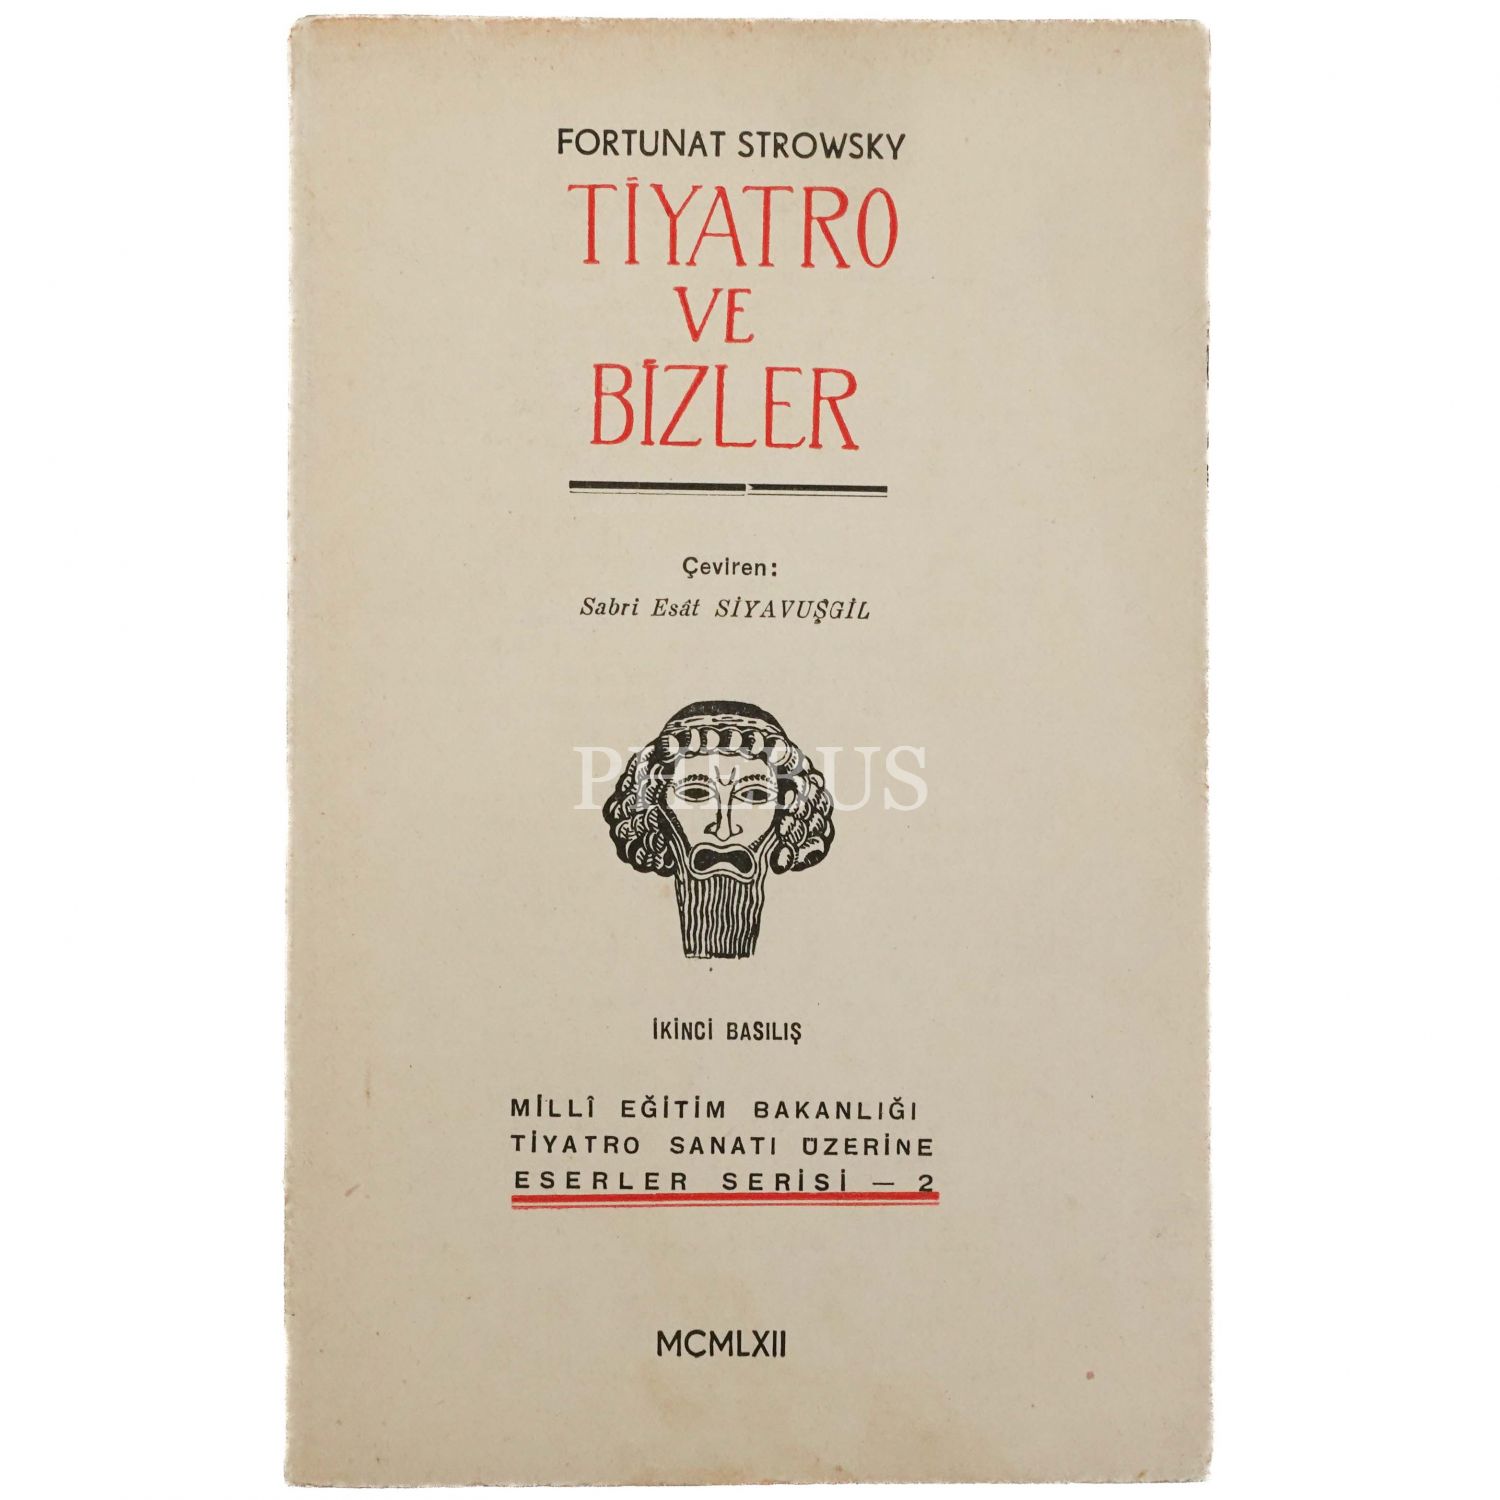 FORTUNAT STROWSKY
TİYATRO
VE
BİZLER
Çeviren:
Sabri Esât SİYAVUŞGİL
PHEBUS
İKİNCİ BASILIŞ
MİLLÎ EĞİTİM BAKANLIĞI
TİYATRO SANATI ÜZERİNE
ESERLER SERİSİ — 2
MCMLXII